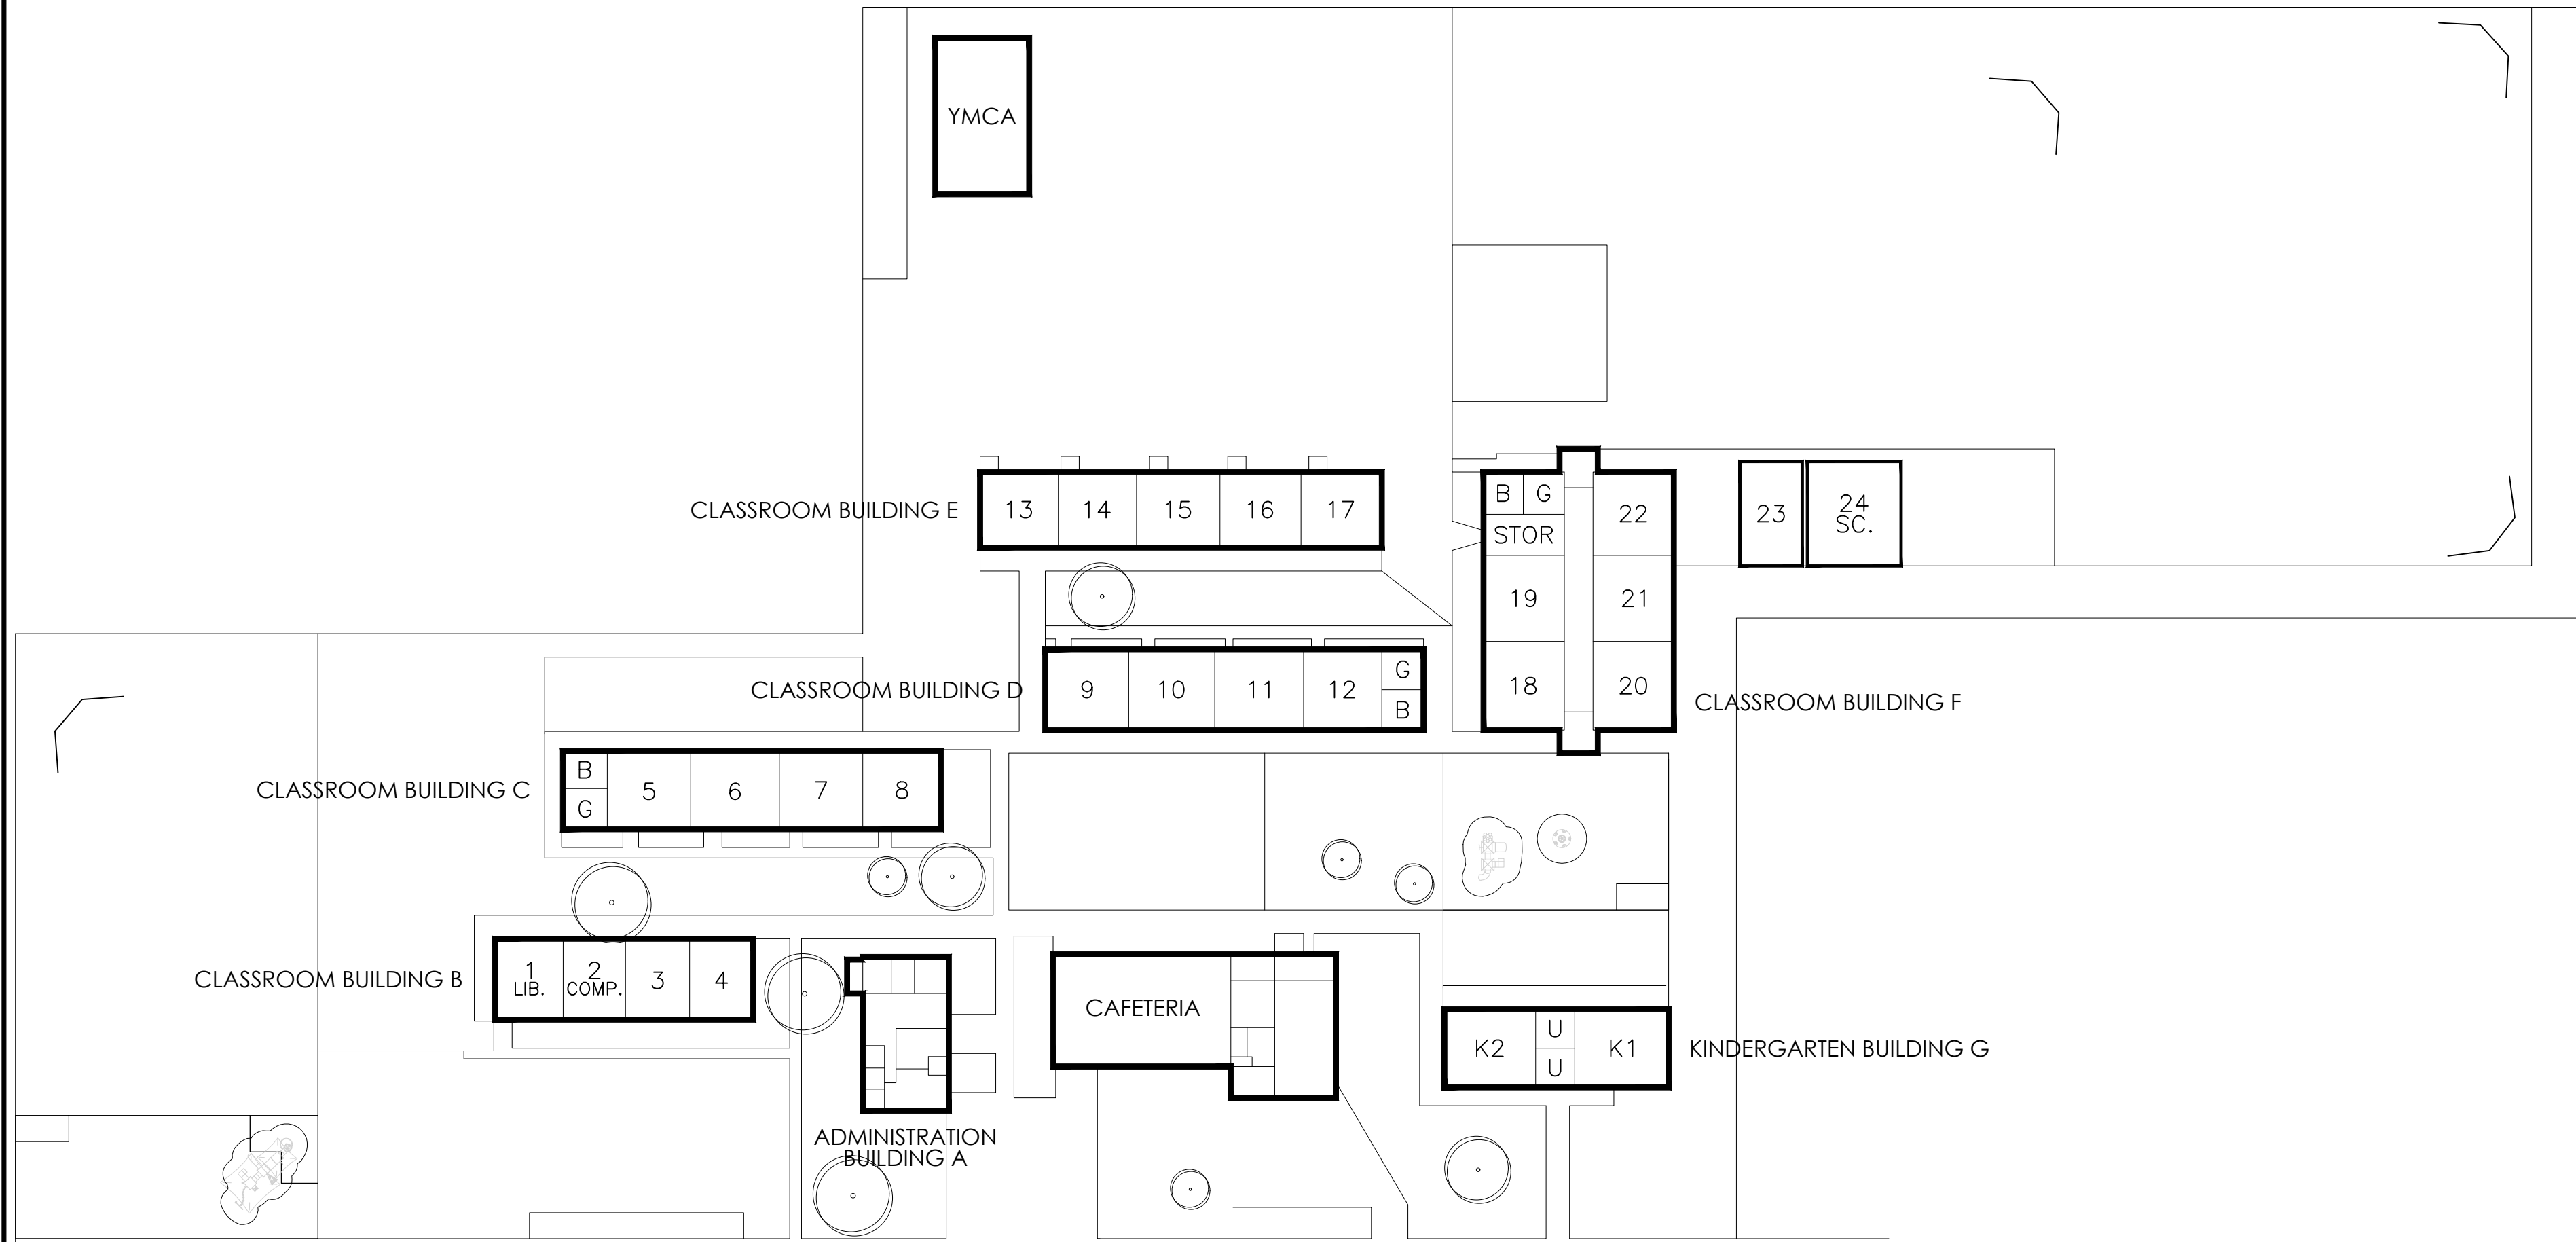 YMCA
CLASSROOM BUILDING E
13
14
15
16
17
B
G
STOR
22
23
24
SC.
19
21
CLASSROOM BUILDING D
9
10
11
12
G
B
18
20
CLASSROOM BUILDING F
CLASSROOM BUILDING C
B
G
5
6
7
8
CLASSROOM BUILDING B
1
LIB.
2
COMP.
3
4
CAFETERIA
K2
U
U
K1
KINDERGARTEN BUILDING G
ADMINISTRATION
BUILDING A